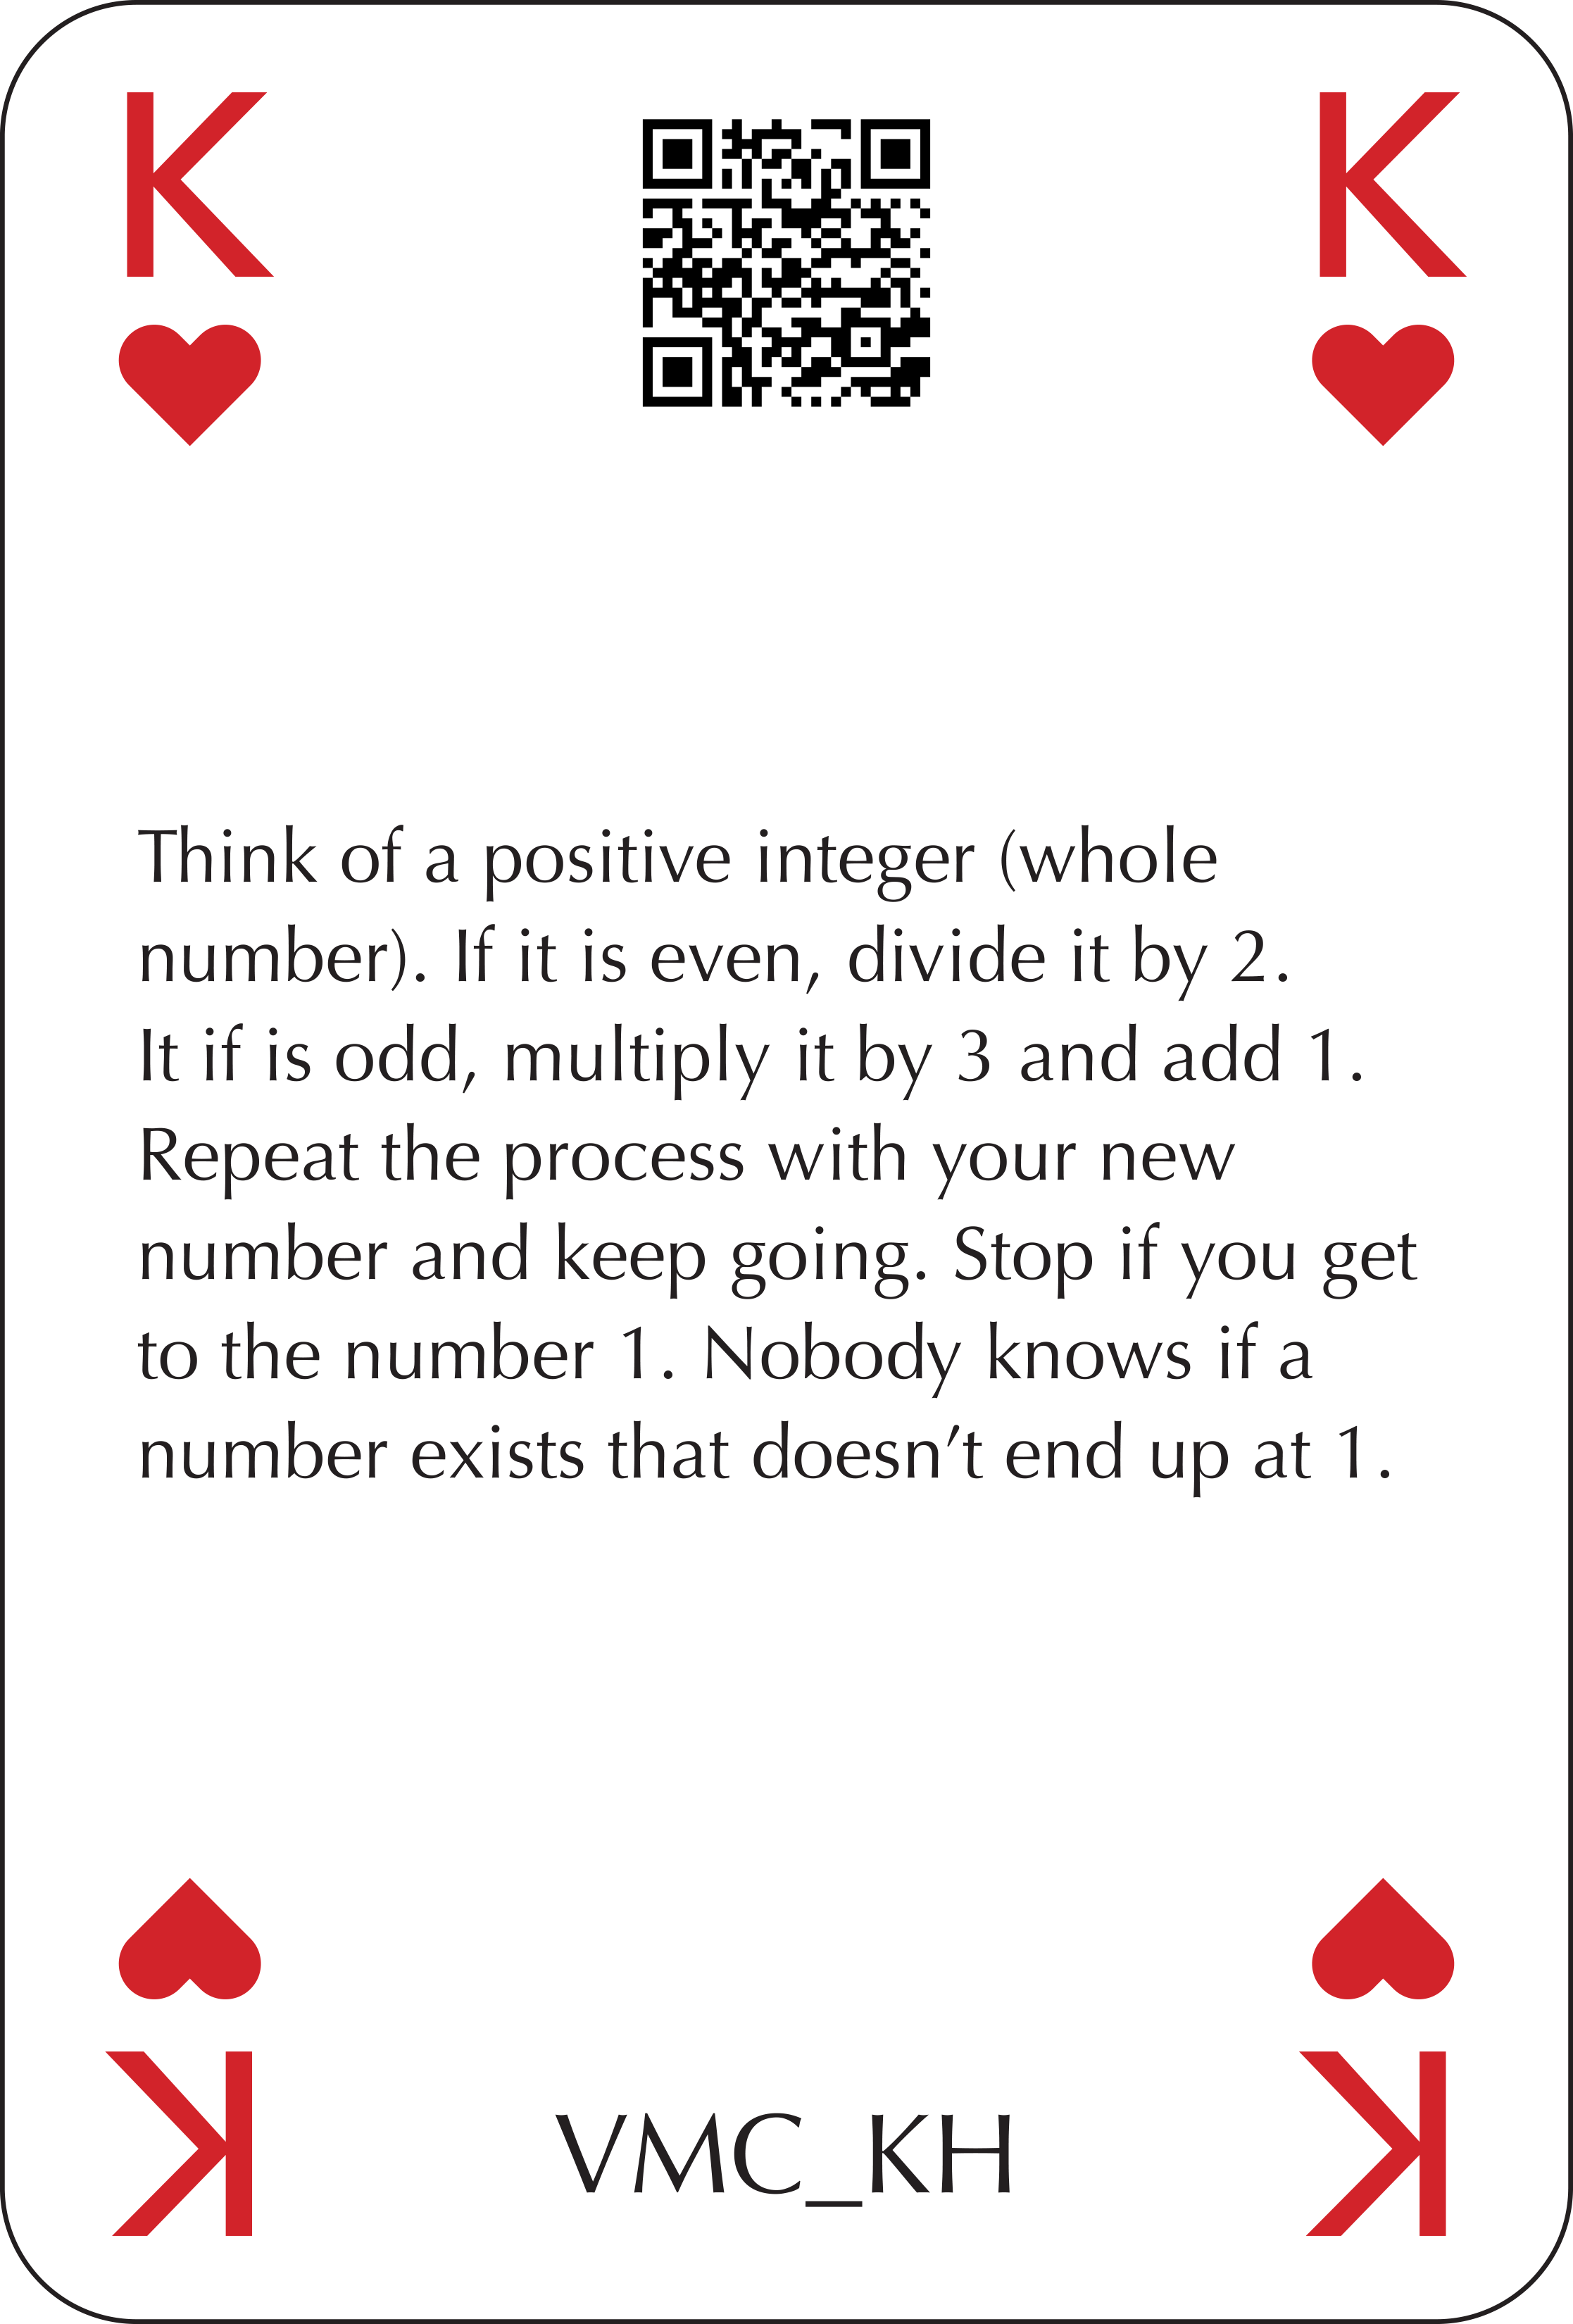 K K
Think of a positive integer (whole
number). If it is even, divide it by 2.
It if is odd, multiply it by 3 and add 1.
Repeat the process with your new
number and keep going. Stop if you get
to the number 1. Nobody knows if a
number exists that doesn't end up at 1.
K K
VMC_KH